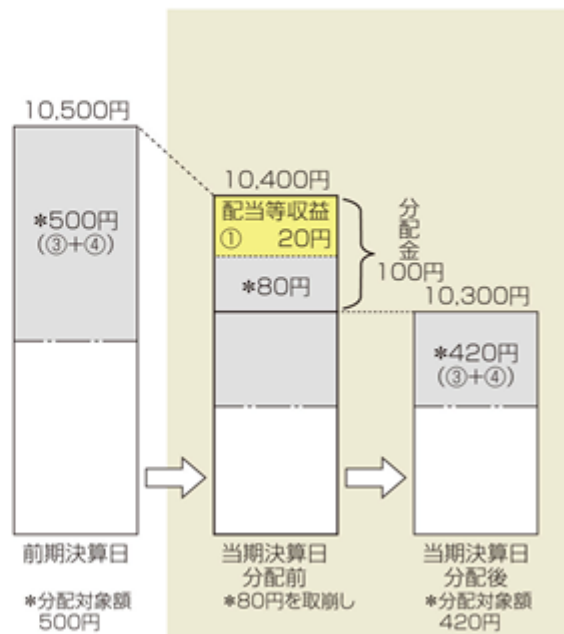 10,500円
*500円
(③+④)
前期決算日
*分配対象額
500円
10,400円
配当等収益
① 20円
*80円
分配金
100円
当期決算日
分配前
*80円を取崩し
10,300円
*420円
(③+④)
当期決算日
分配後
*分配対象額
420円